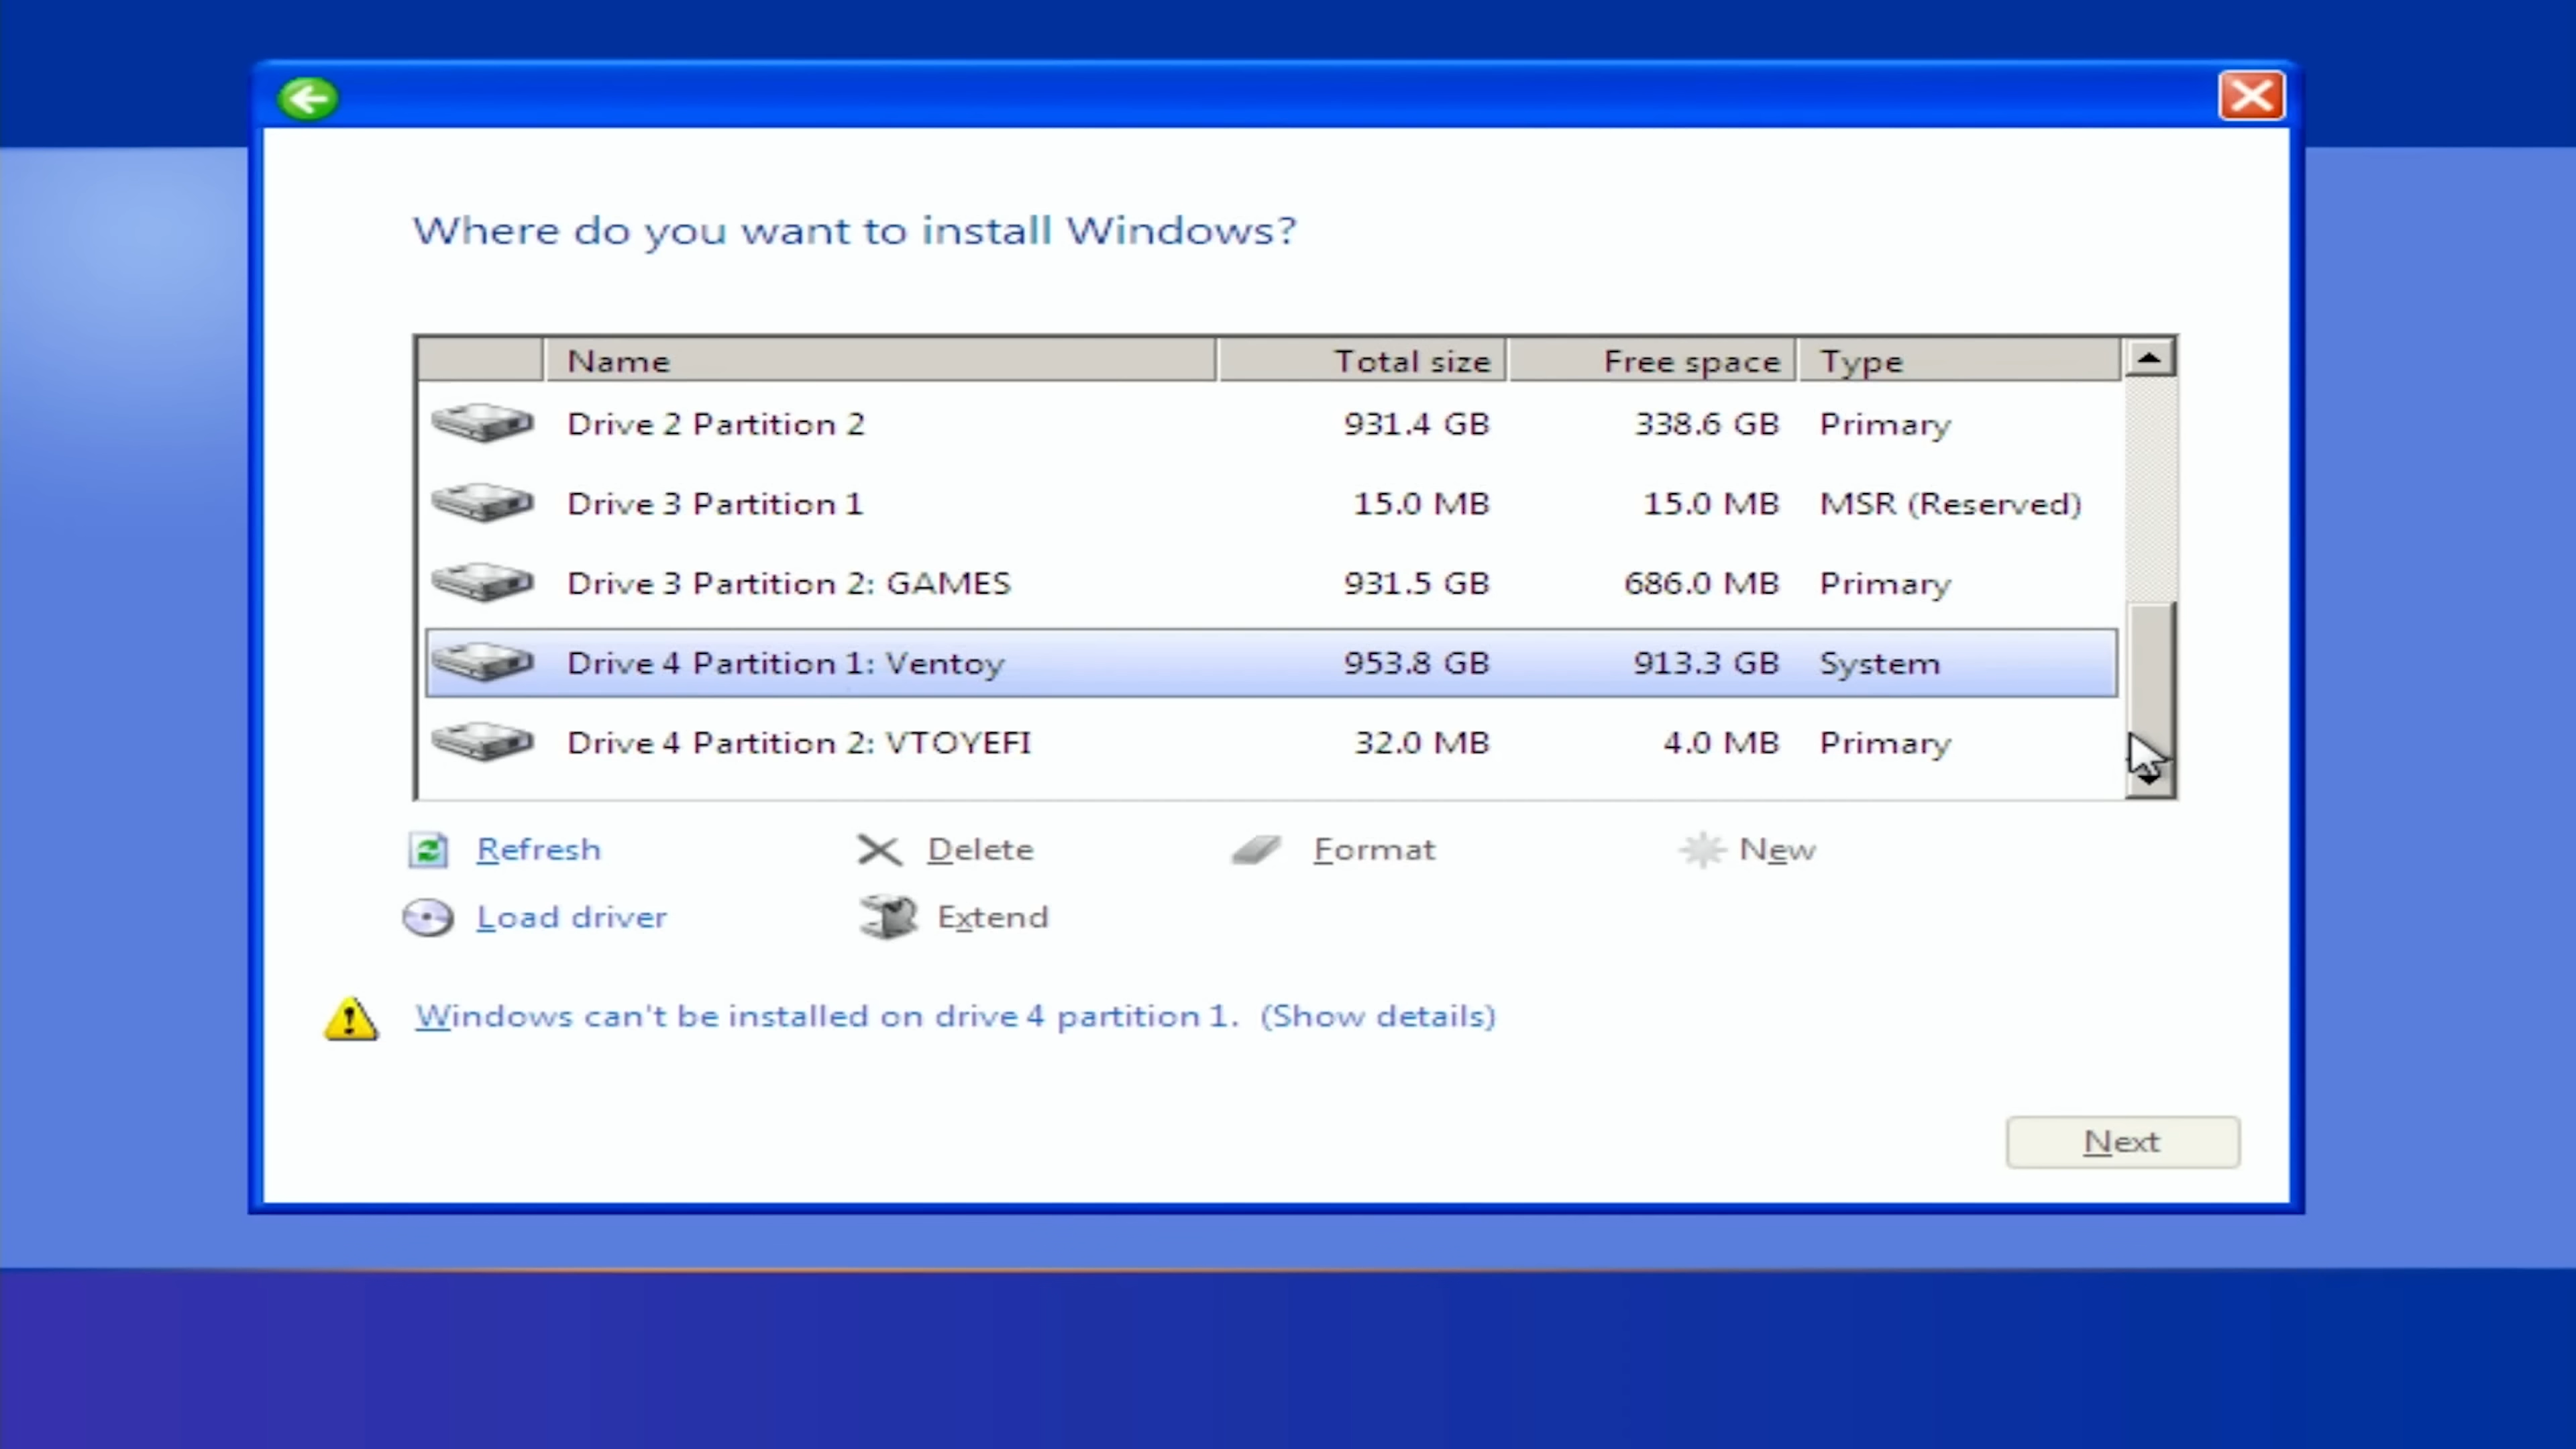 Where do you want to install Windows?
Name Total size Free space Type
Drive 2 Partition 2 931.4 GB 338.6 GB Primary
Drive 3 Partition 1 15.0 MB 15.0 MB MSR (Reserved)
Drive 3 Partition 2: GAMES 931.5 GB 686.0 MB Primary
Drive 4 Partition 1: Ventoy 953.8 GB 913.3 GB System
Drive 4 Partition 2: VTOYEFI 32.0 MB 4.0 MB Primary
Refresh Delete Format New
Load driver Extend
Windows can't be installed on drive 4 partition 1. (Show details)
Next